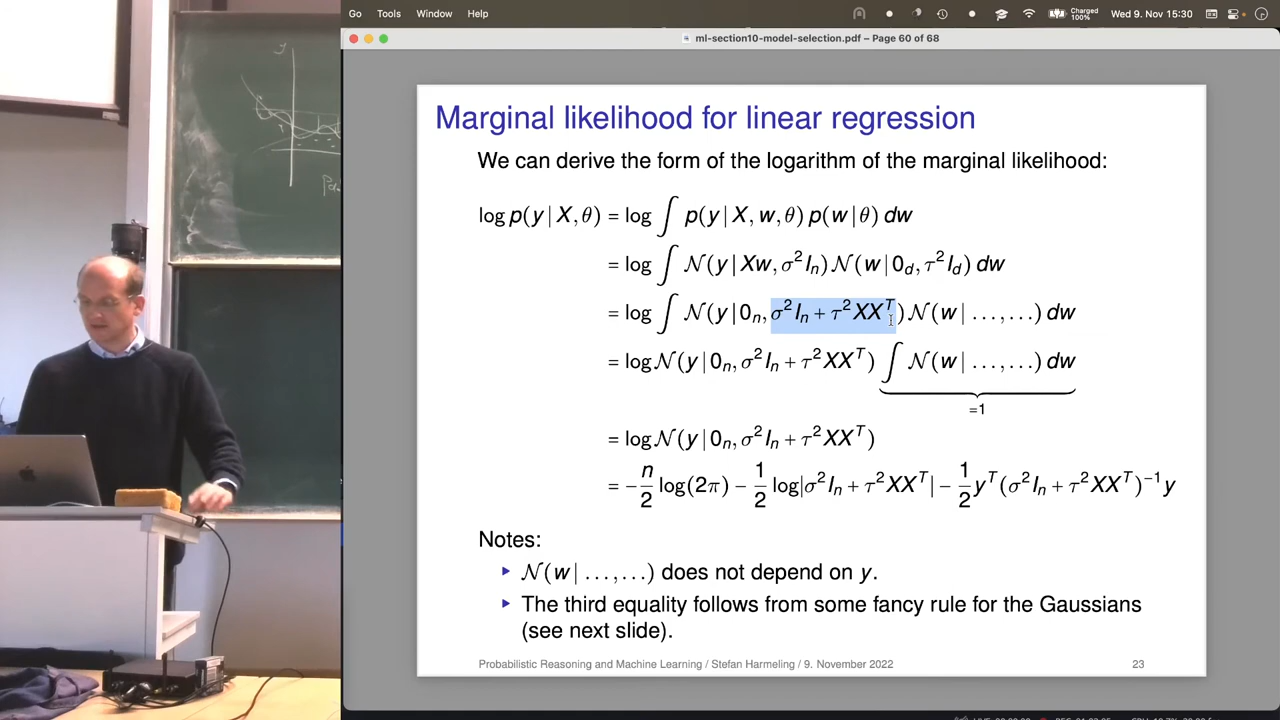 Go Tools Window Help Charged 100% Wed 9. Nov 15:30
ml-section10-model-selection.pdf – Page 60 of 68
Marginal likelihood for linear regression
We can derive the form of the logarithm of the marginal likelihood:
log p(y | X, θ) = log ∫ p(y | X, w, θ) p(w | θ) dw
= log ∫ 𝒩(y | Xw, σ²Iₙ) 𝒩(w | 0_d, τ²I_d) dw
= log ∫ 𝒩(y | 0ₙ, σ²Iₙ + τ²XXᵀ) 𝒩(w | …,…) dw
= log 𝒩(y | 0ₙ, σ²Iₙ + τ²XXᵀ) ∫ 𝒩(w | …,…) dw
=1
= log 𝒩(y | 0ₙ, σ²Iₙ + τ²XXᵀ)
= −n/2 log(2π) − 1/2 log|σ²Iₙ + τ²XXᵀ| − 1/2 yᵀ(σ²Iₙ + τ²XXᵀ)⁻¹y
Notes:
▸ 𝒩(w | …,…) does not depend on y.
▸ The third equality follows from some fancy rule for the Gaussians
(see next slide).
Probabilistic Reasoning and Machine Learning / Stefan Harmeling / 9. November 2022 23